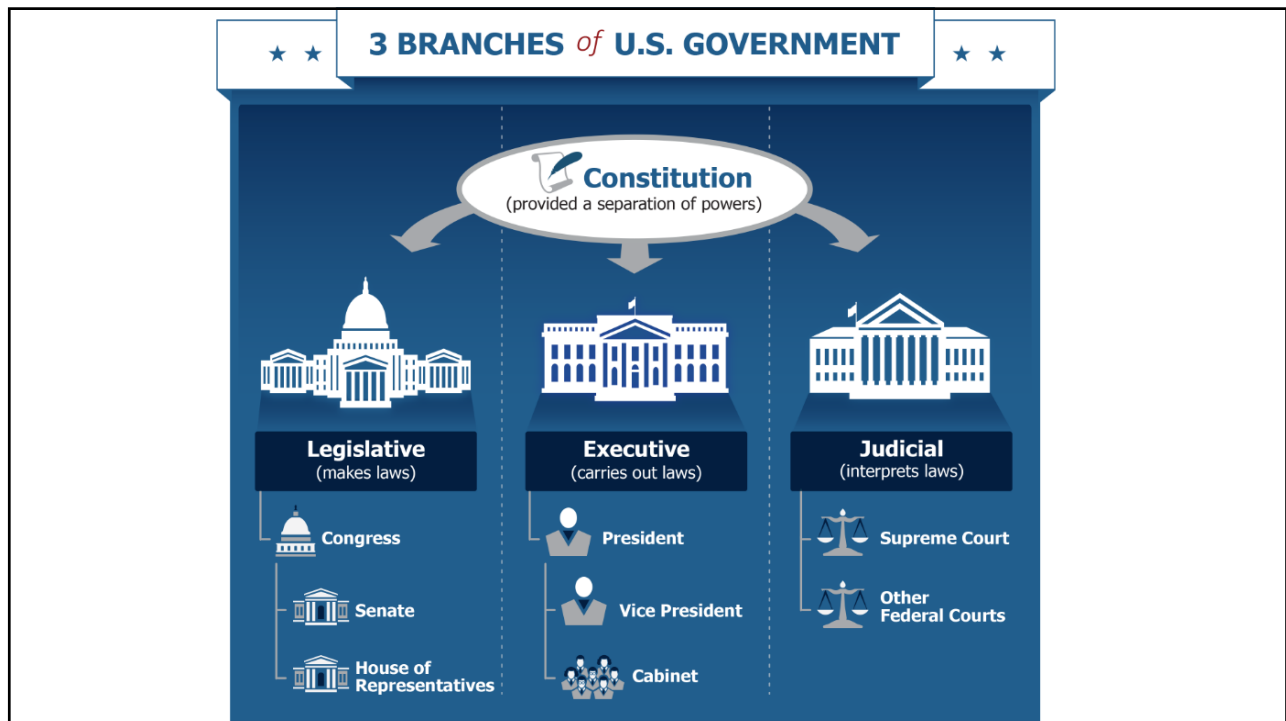 3 BRANCHES of U.S. GOVERNMENT
Constitution
(provided a separation of powers)
Legislative
(makes laws)
Congress
Senate
House of
Representatives
Executive
(carries out laws)
President
Vice President
Cabinet
Judicial
(interprets laws)
Supreme Court
Other
Federal Courts